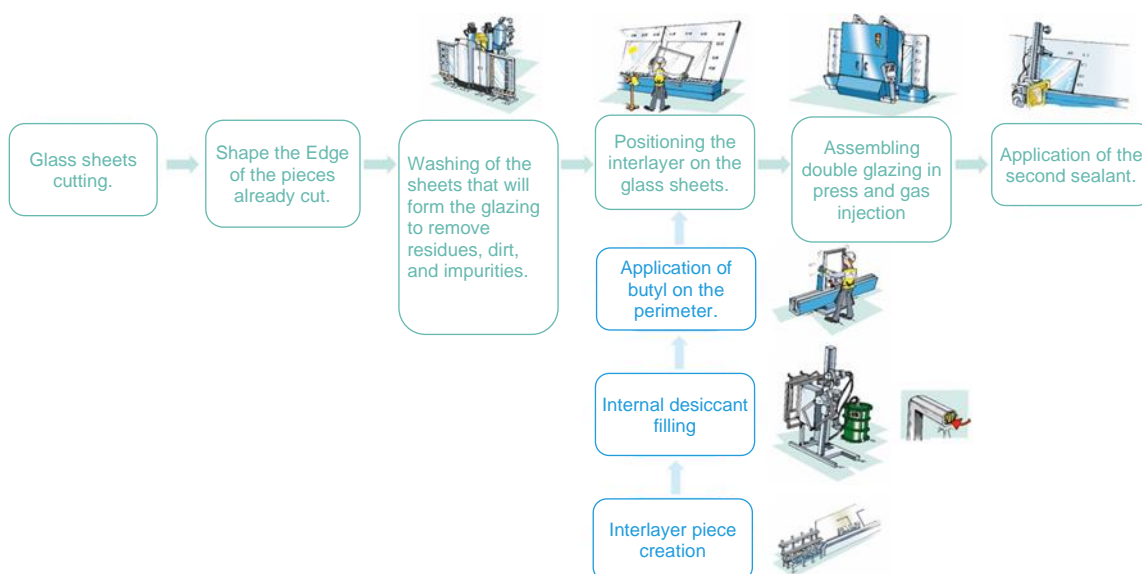 Glass sheets
cutting.
Shape the Edge
of the pieces
already cut.
Washing of the
sheets that will
form the glazing
to remove
residues, dirt,
and impurities.
Positioning the
interlayer on the
glass sheets.
Assembling
double glazing in
press and gas
injection
Application of the
second sealant.
Application of
butyl on the
perimeter.
Internal desiccant
filling
Interlayer piece
creation